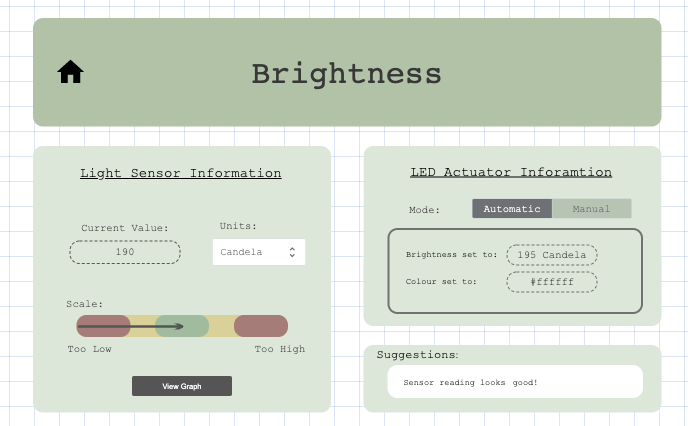 Brightness
Light Sensor Information
Current Value:
Units:
190
Candela
Scale:
Too Low
Too High
View Graph
LED Actuator Inforamtion
Mode:
Automatic
Manual
Brightness set to:
195 Candela
Colour set to:
#ffffff
Suggestions:
Sensor reading looks good!